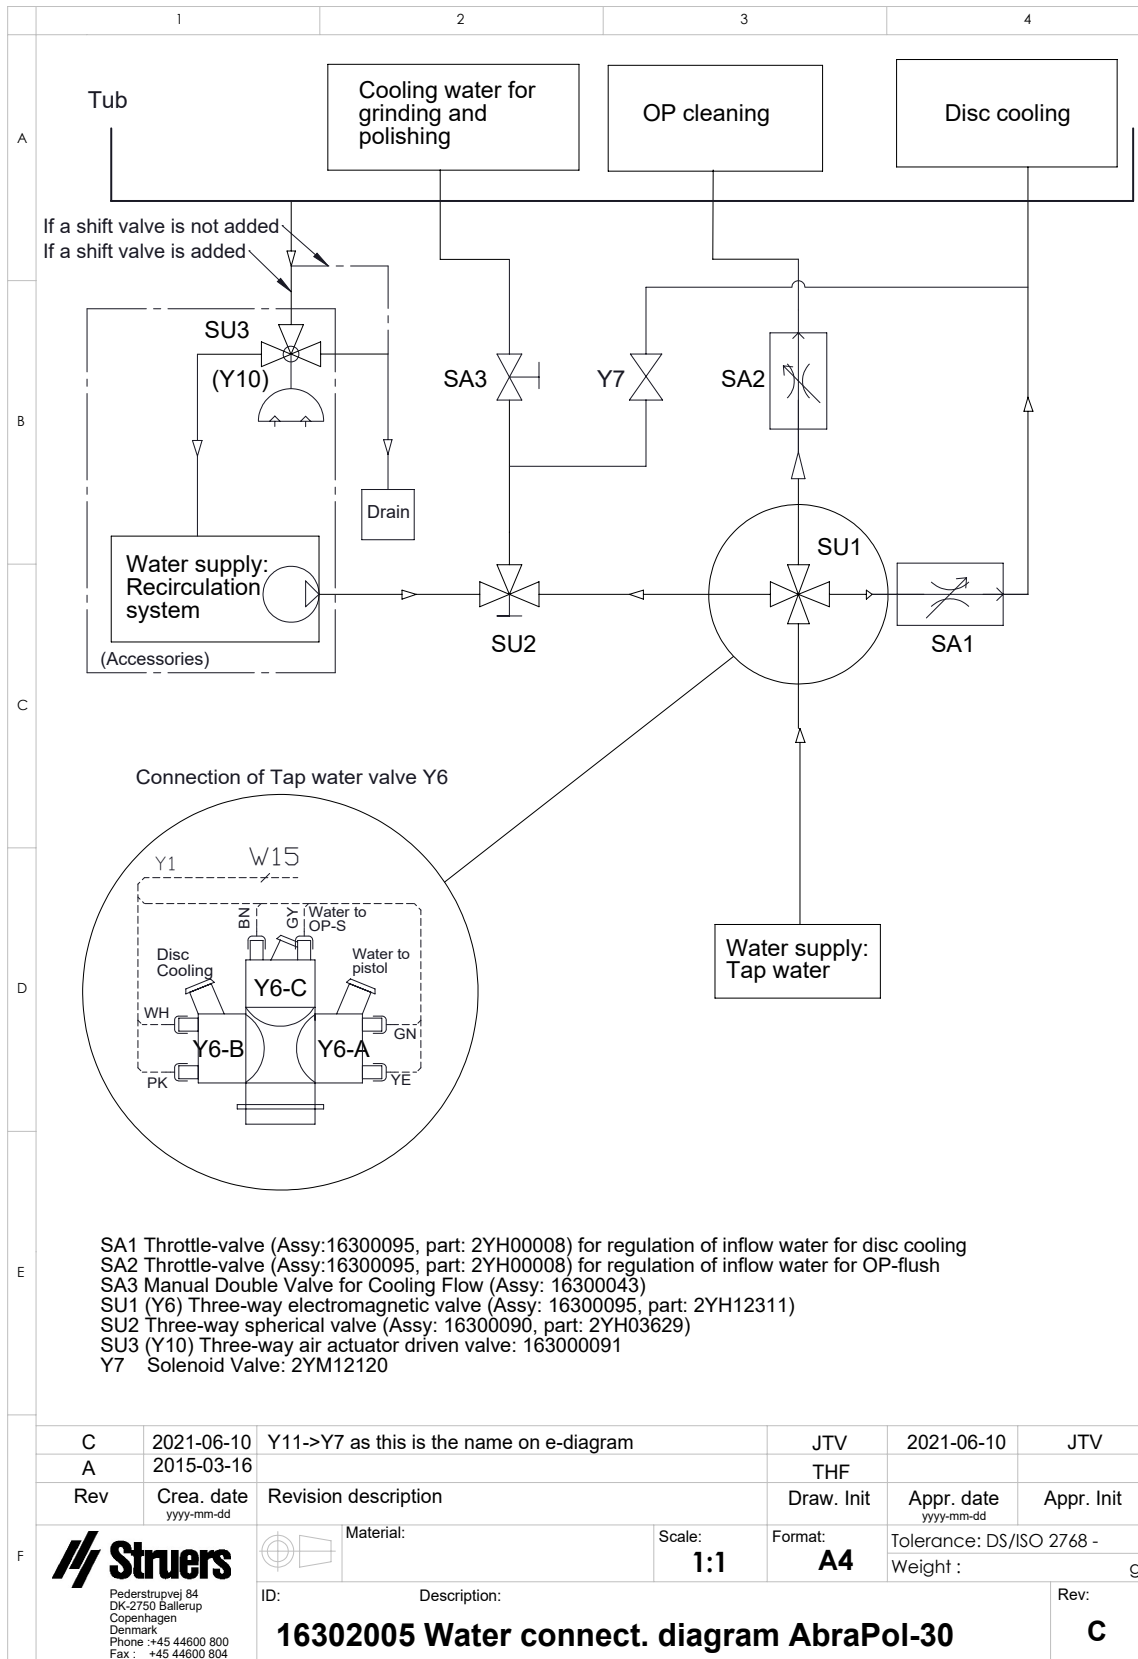 1 2 3 4
A
B
C
D
E
F
Tub
Cooling water for
grinding and
polishing
OP cleaning
Disc cooling
If a shift valve is not added
If a shift valve is added
SU3
(Y10)
SA3
Y7
SA2
Drain
Water supply:
Recirculation
system
(Accessories)
SU2
SU1
SA1
Connection of Tap water valve Y6
Y1
W15
BN
GY
Water to
OP-S
Disc
Cooling
Water to
pistol
Y6-C
WH
GN
Y6-B
Y6-A
PK
YE
Water supply:
Tap water
SA1 Throttle-valve (Assy:16300095, part: 2YH00008) for regulation of inflow water for disc cooling
SA2 Throttle-valve (Assy:16300095, part: 2YH00008) for regulation of inflow water for OP-flush
SA3 Manual Double Valve for Cooling Flow (Assy: 16300043)
SU1 (Y6) Three-way electromagnetic valve (Assy: 16300095, part: 2YH12311)
SU2 Three-way spherical valve (Assy: 16300090, part: 2YH03629)
SU3 (Y10) Three-way air actuator driven valve: 163000091
Y7 Solenoid Valve: 2YM12120
C 2021-06-10 Y11->Y7 as this is the name on e-diagram JTV 2021-06-10 JTV
A 2015-03-16 THF
Rev Crea. date Revision description Draw. Init Appr. date Appr. Init
yyyy-mm-dd yyyy-mm-dd
Struers
Pederstrupvej 84
DK-2750 Ballerup
Copenhagen
Denmark
Phone :+45 44600 800
Fax : +45 44600 804
Material:
Scale:
1:1
Format:
A4
Tolerance: DS/ISO 2768 -
Weight : g
ID: Description:
16302005 Water connect. diagram AbraPol-30
Rev:
C